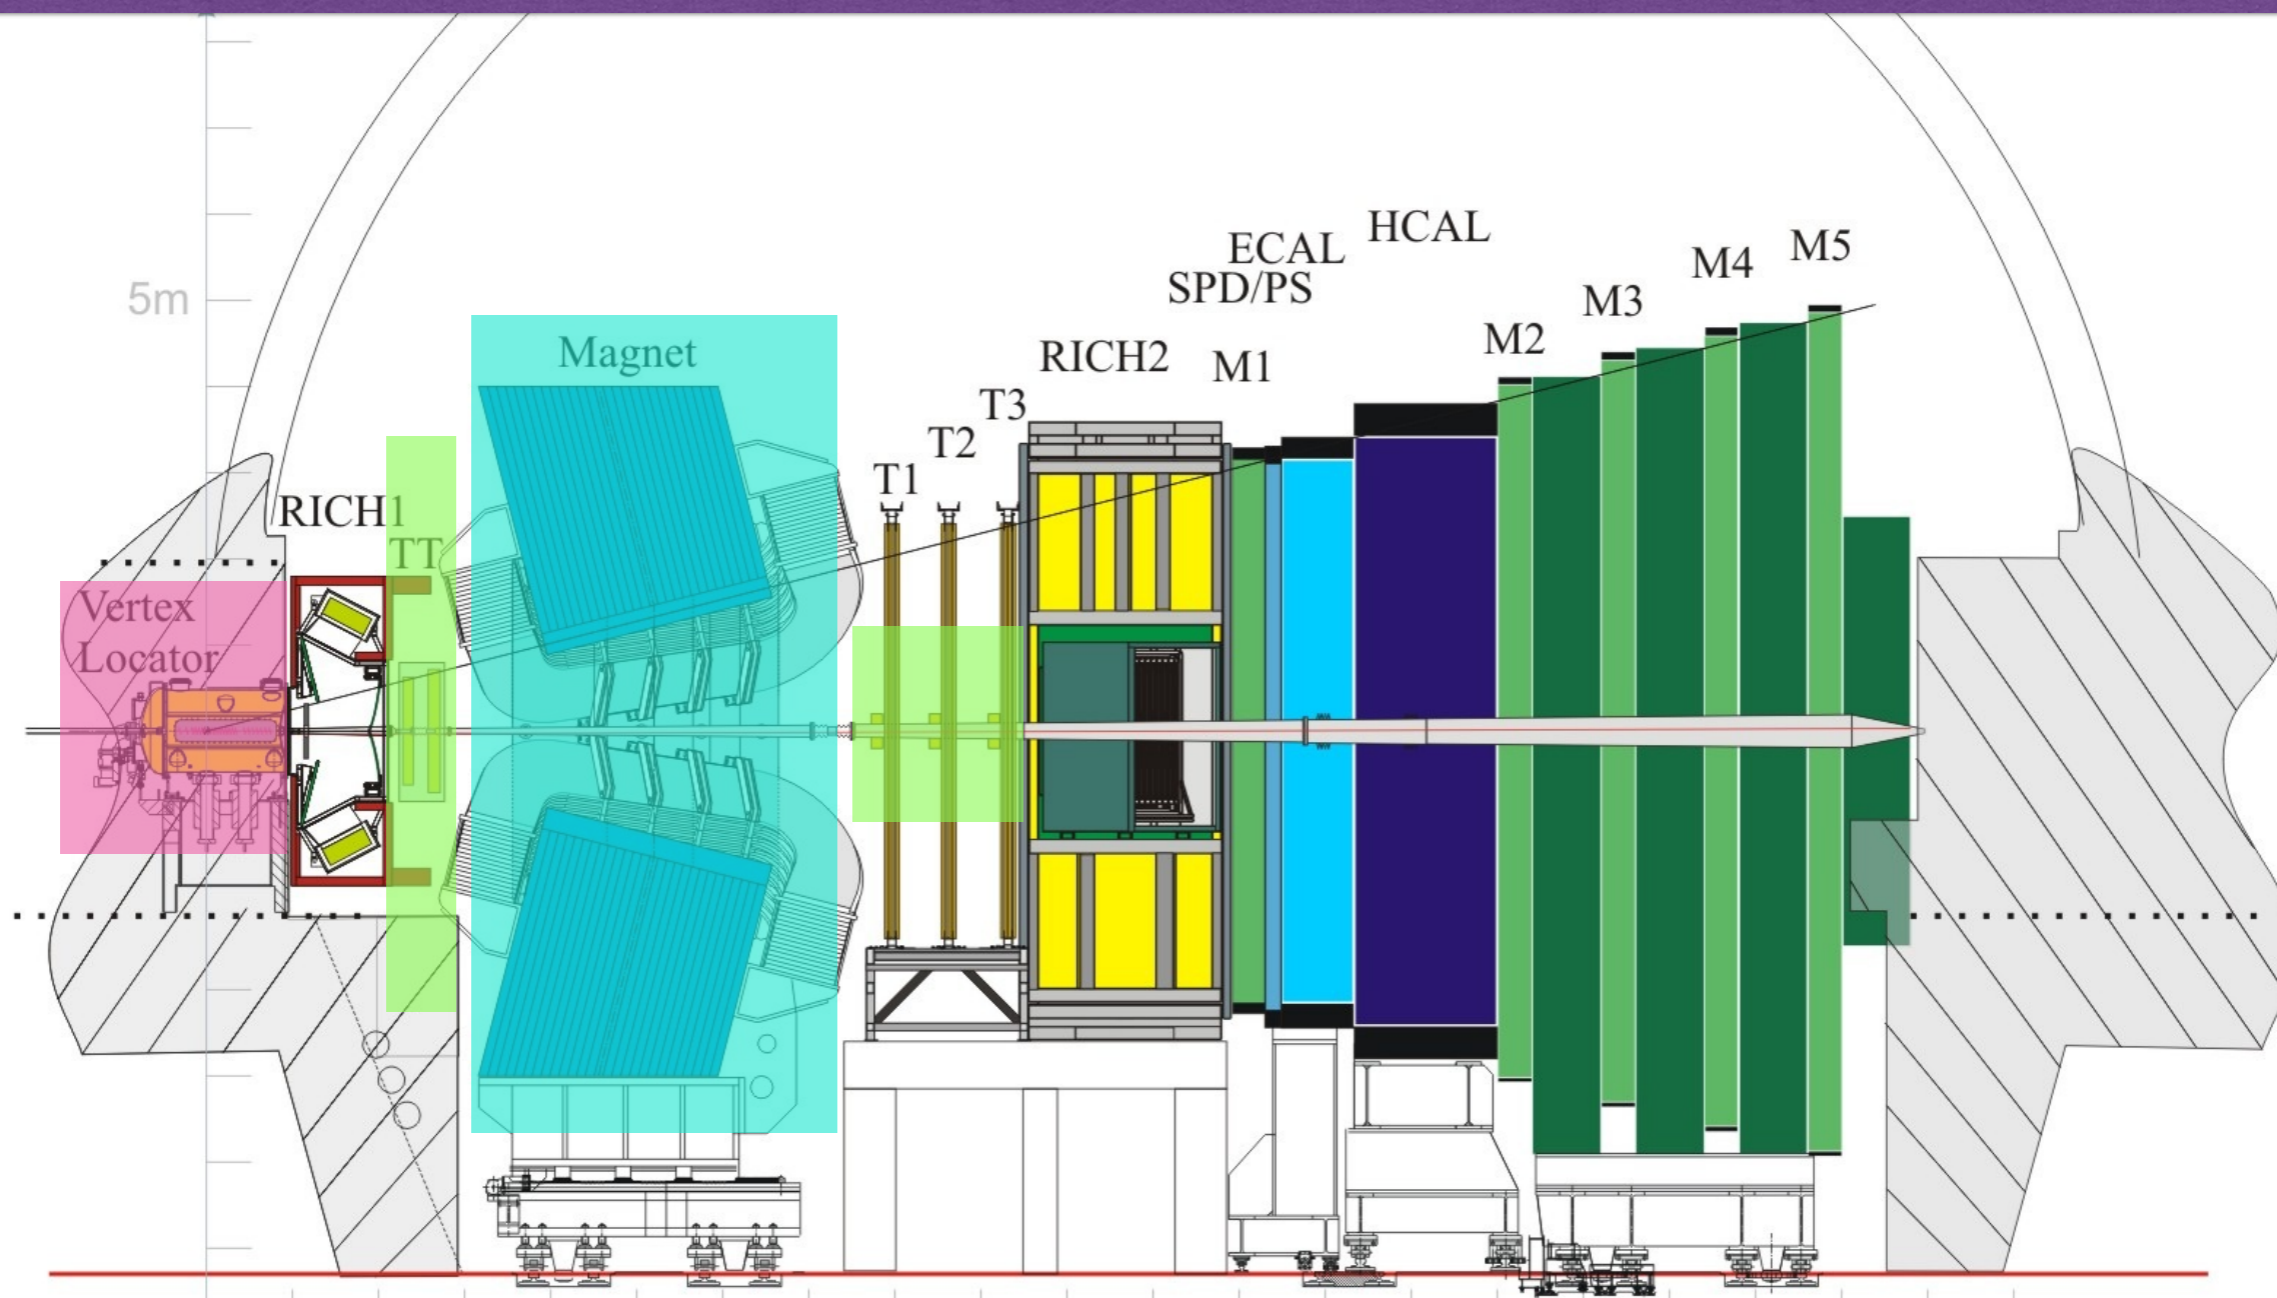 5m
Vertex
Locator
RICH1
TT
Magnet
T1
T2
T3
RICH2
M1
SPD/PS
ECAL
HCAL
M2
M3
M4
M5